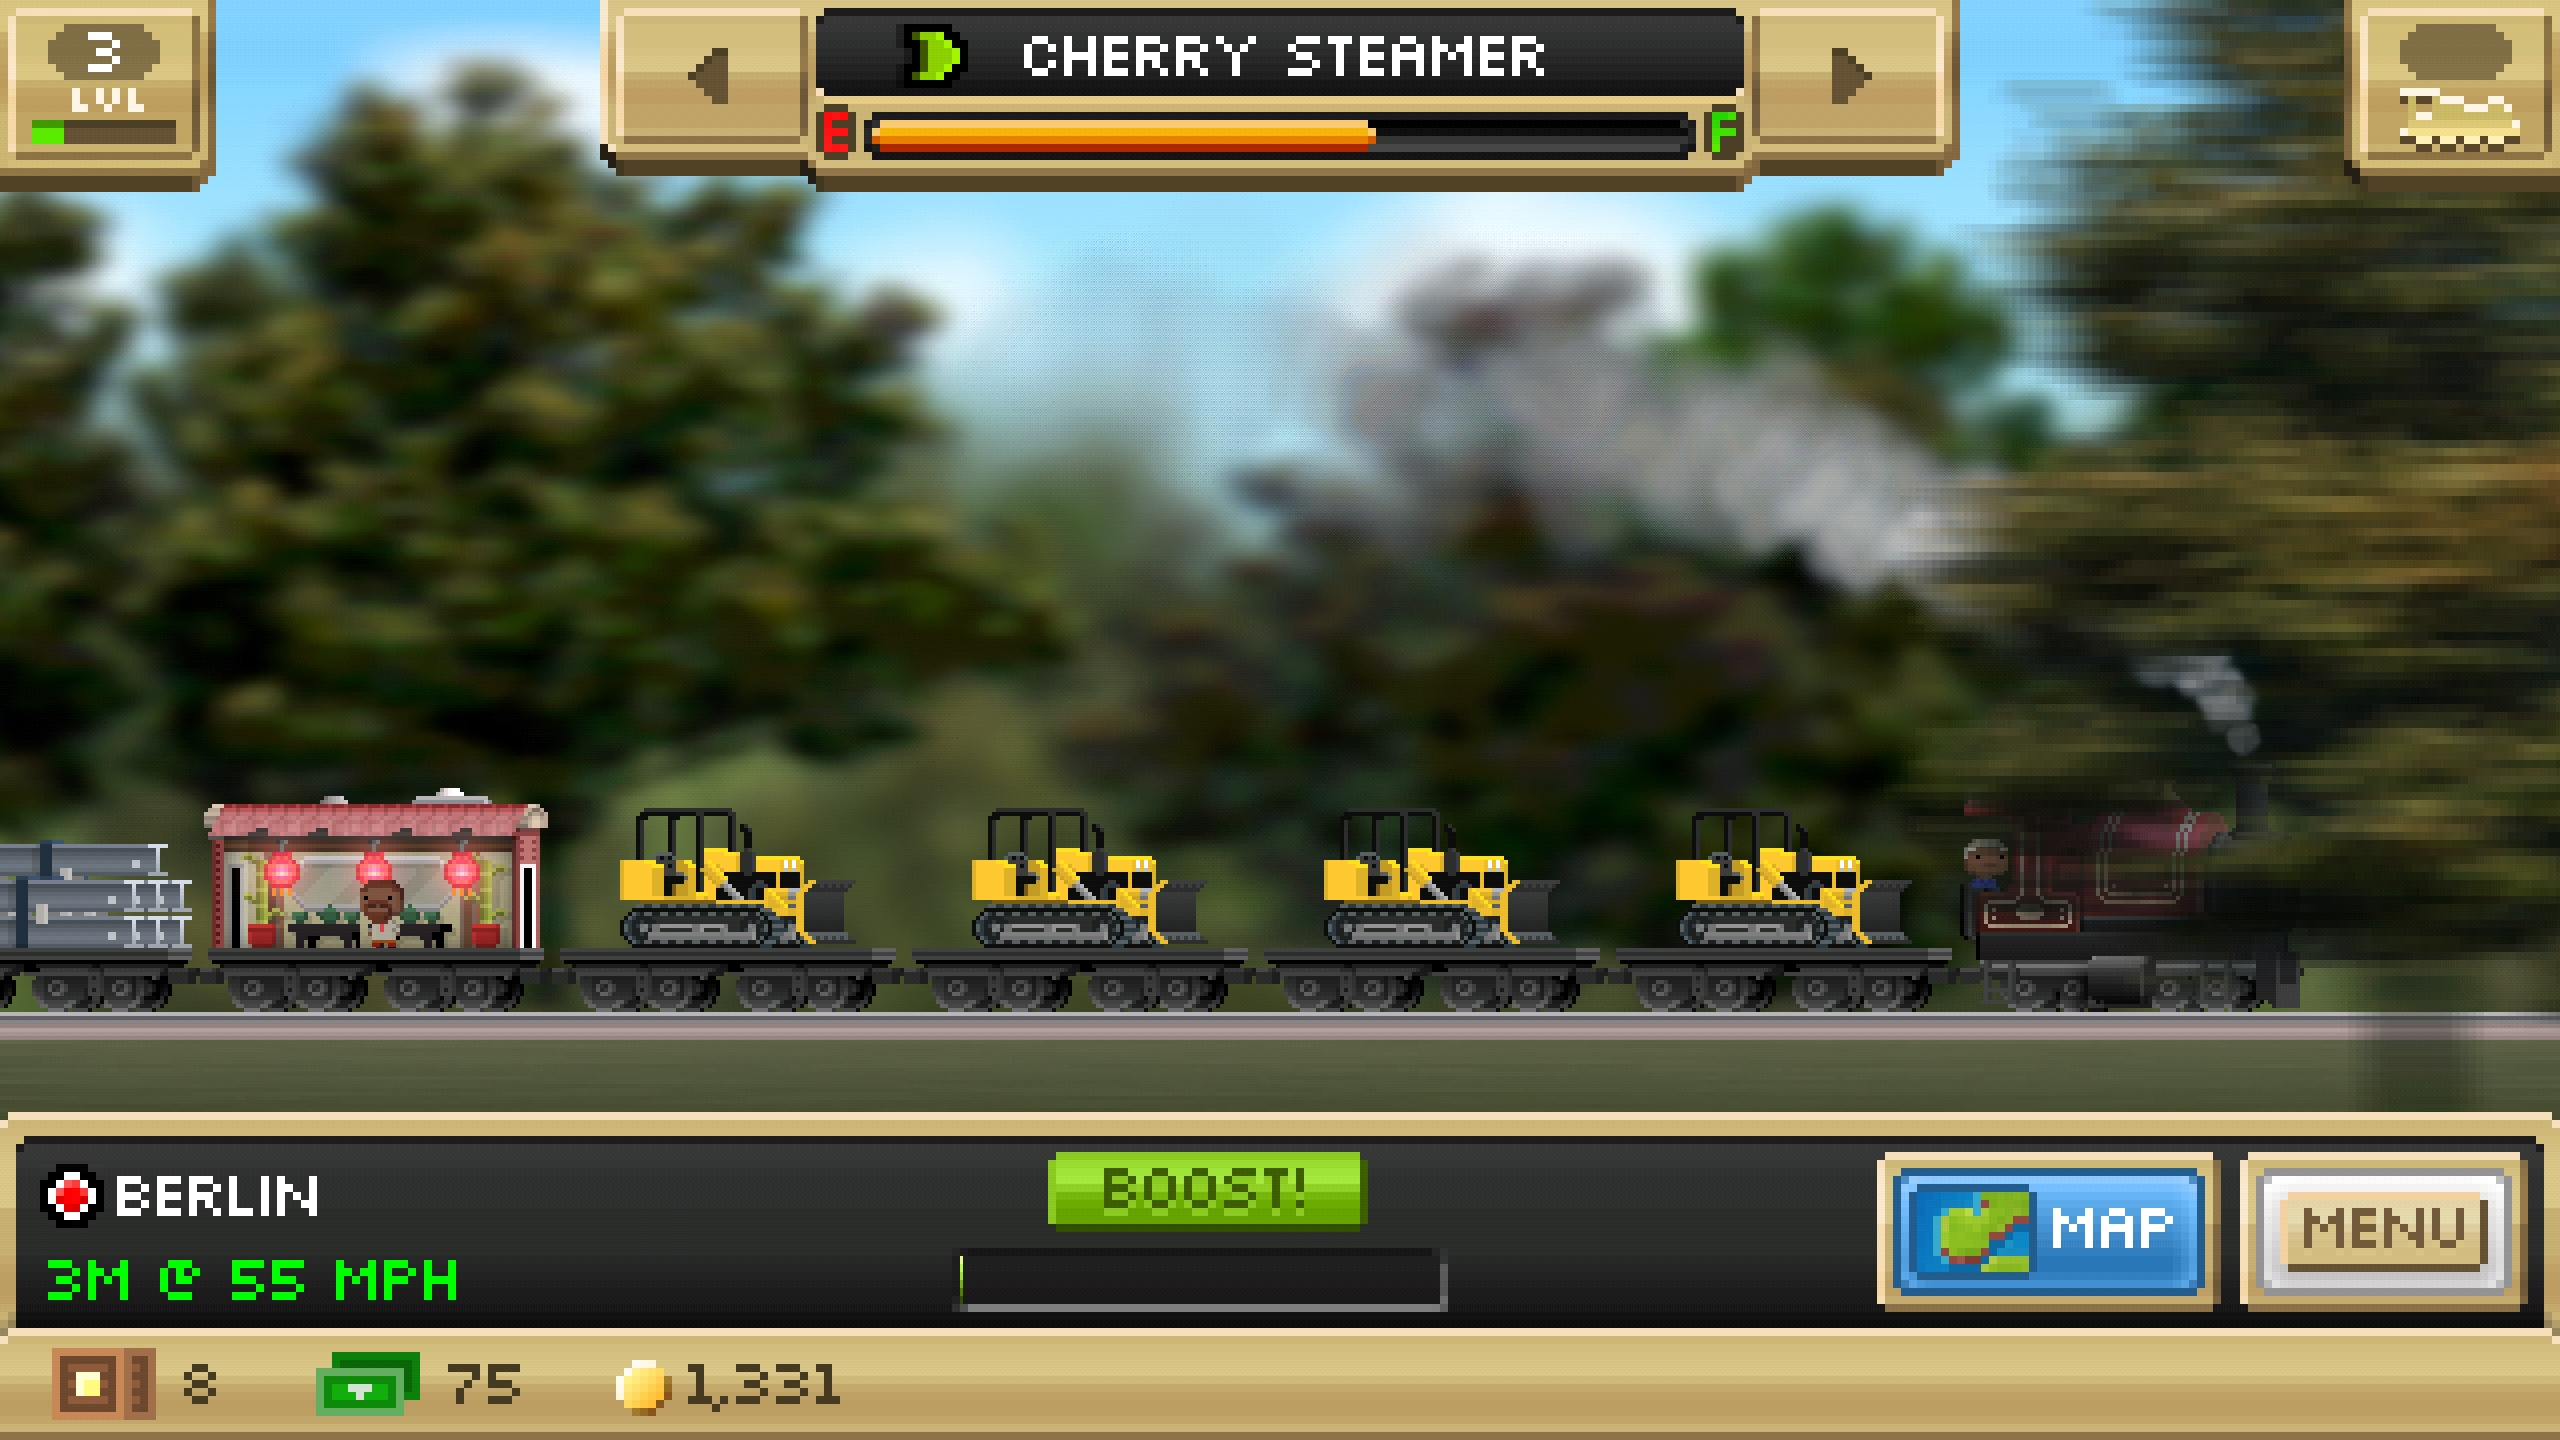 3
LVL
CHERRY STEAMER
E
F
BERLIN
3M @ 55 MPH
BOOST!
MAP
MENU
8
75
1,331